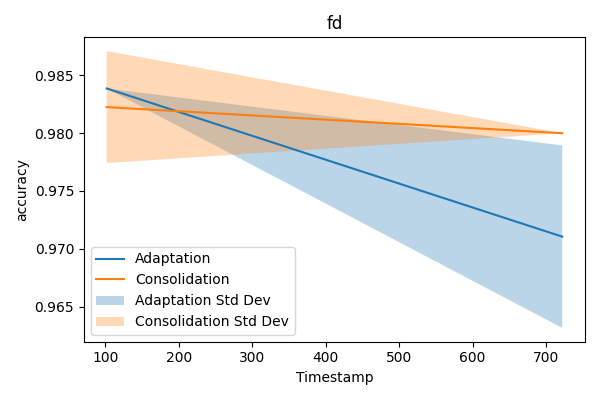 fd
0.985
0.980
0.975
0.970
0.965
accuracy
Adaptation
Consolidation
Adaptation Std Dev
Consolidation Std Dev
100 200 300 400 500 600 700
Timestamp